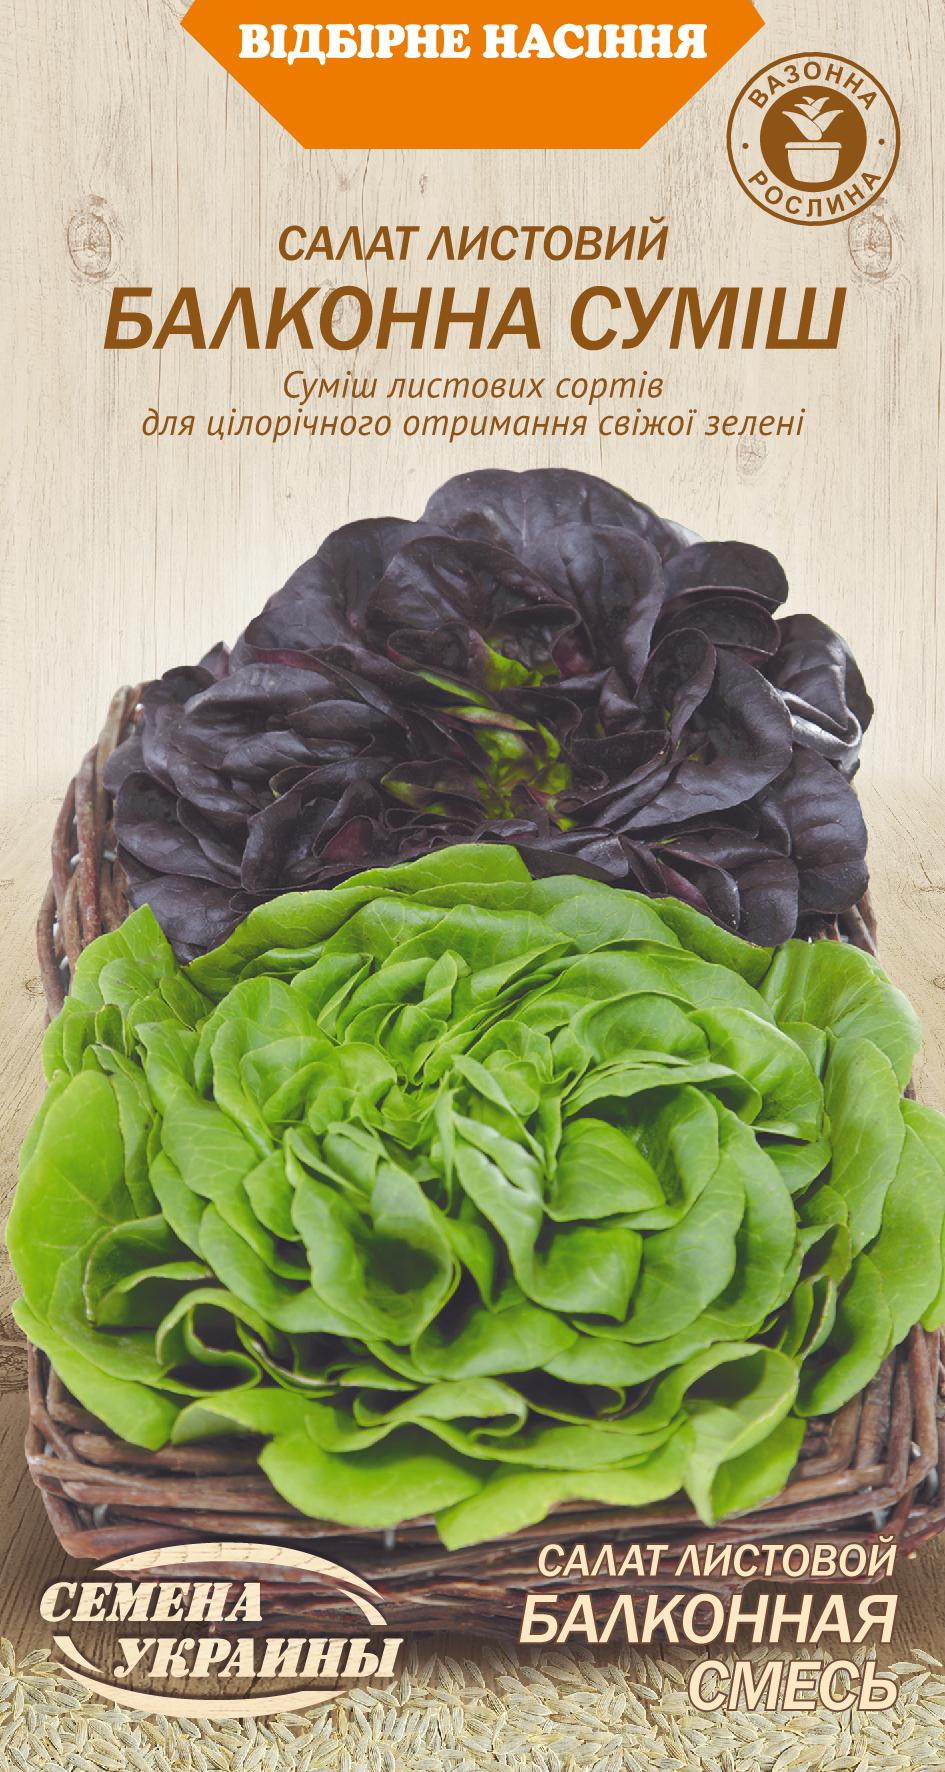 ВІДБІРНЕ НАСІННЯ
ВАЗОННА
РОСЛИНА
САЛАТ ЛИСТОВИЙ
БАЛКОННА СУМІШ
Суміш листових сортів
для цілорічного отримання свіжої зелені
СЕМЕНА
УКРАИНЫ
САЛАТ ЛИСТОВОЙ
БАЛКОННАЯ
СМЕСЬ